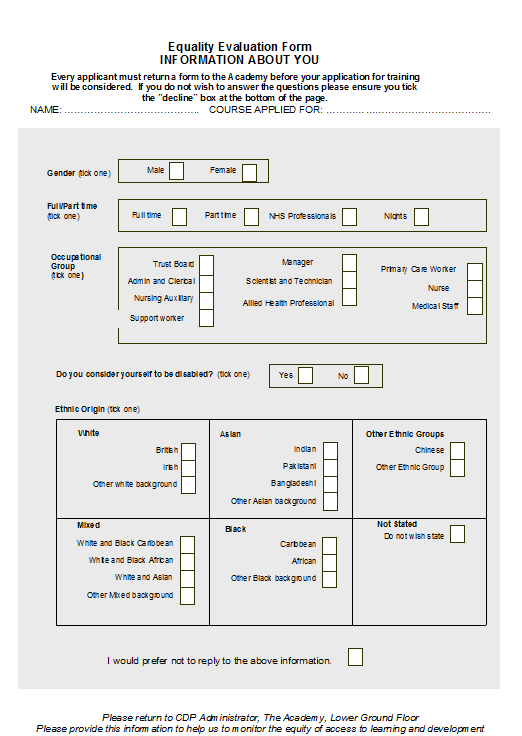 Equality Evaluation Form
INFORMATION ABOUT YOU
Every applicant must return a form to the Academy before your application for training
will be considered. If you do not wish to answer the questions please ensure you tick
the "decline" box at the bottom of the page.
NAME: ………………………………….. COURSE APPLIED FOR: …………………………………………..
Gender (tick one) Male Female
Full/Part time
(tick one) Full time Part time NHS Professionals Nights
Occupational
Group
(tick one)
Trust Board
Admin and Clerical
Nursing Auxiliary
Support worker
Manager
Scientist and Technician
Allied Health Professional
Primary Care Worker
Nurse
Medical Staff
Do you consider yourself to be disabled? (tick one) Yes No
Ethnic Origin (tick one)
White
British
Irish
Other white background
Asian
Indian
Pakistani
Bangladeshi
Other Asian background
Other Ethnic Groups
Chinese
Other Ethnic Group
Mixed
White and Black Caribbean
White and Black African
White and Asian
Other Mixed background
Black
Caribbean
African
Other Black background
Not Stated
Do not wish state
I would prefer not to reply to the above information.
Please return to CDP Administrator, The Academy, Lower Ground Floor
Please provide this information to help us to monitor the equity of access to learning and development